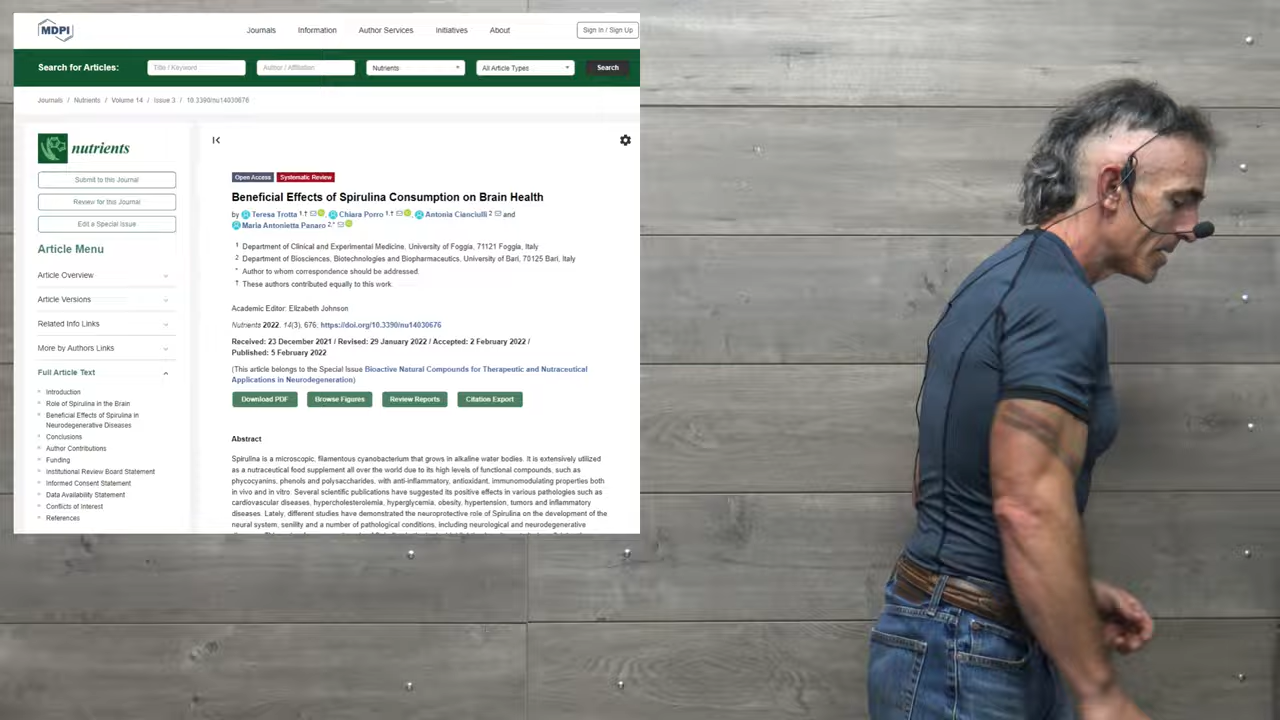 MDPI
Journals Information Author Services Initiatives About Sign In / Sign Up
Search for Articles: Title / Keyword Author / Affiliation Nutrients All Article Types Search
Journals / Nutrients / Volume 14 / Issue 3 / 10.3390/nu14030676
nutrients
Submit to this Journal
Review for this Journal
Edit a Special Issue
Article Menu
Article Overview
Article Versions
Related Info Links
More by Authors Links
Full Article Text
Introduction
Role of Spirulina in the Brain
Beneficial Effects of Spirulina in
Neurodegenerative Diseases
Conclusions
Author Contributions
Funding
Institutional Review Board Statement
Informed Consent Statement
Data Availability Statement
Conflicts of Interest
References
Open Access Systematic Review
Beneficial Effects of Spirulina Consumption on Brain Health
by Teresa Trotta 1,†, Chiara Porro 1,†, Antonia Cianciulli 2 and
Maria Antonietta Panaro 2,*
1 Department of Clinical and Experimental Medicine, University of Foggia, 71121 Foggia, Italy
2 Department of Biosciences, Biotechnologies and Biopharmaceutics, University of Bari, 70125 Bari, Italy
* Author to whom correspondence should be addressed.
† These authors contributed equally to this work.
Academic Editor: Elizabeth Johnson
Nutrients 2022, 14(3), 676; https://doi.org/10.3390/nu14030676
Received: 23 December 2021 / Revised: 29 January 2022 / Accepted: 2 February 2022 /
Published: 5 February 2022
(This article belongs to the Special Issue Bioactive Natural Compounds for Therapeutic and Nutraceutical
Applications in Neurodegeneration)
Download PDF Browse Figures Review Reports Citation Export
Abstract
Spirulina is a microscopic, filamentous cyanobacterium that grows in alkaline water bodies. It is extensively utilized
as a nutraceutical food supplement all over the world due to its high levels of functional compounds, such as
phycocyanins, phenols and polysaccharides, with anti-inflammatory, antioxidant, immunomodulating properties both
in vivo and in vitro. Several scientific publications have suggested its positive effects in various pathologies such as
cardiovascular diseases, hypercholesterolemia, hyperglycemia, obesity, hypertension, tumors and inflammatory
diseases. Lately, different studies have demonstrated the neuroprotective role of Spirulina on the development of the
neural system, senility and a number of pathological conditions, including neurological and neurodegenerative